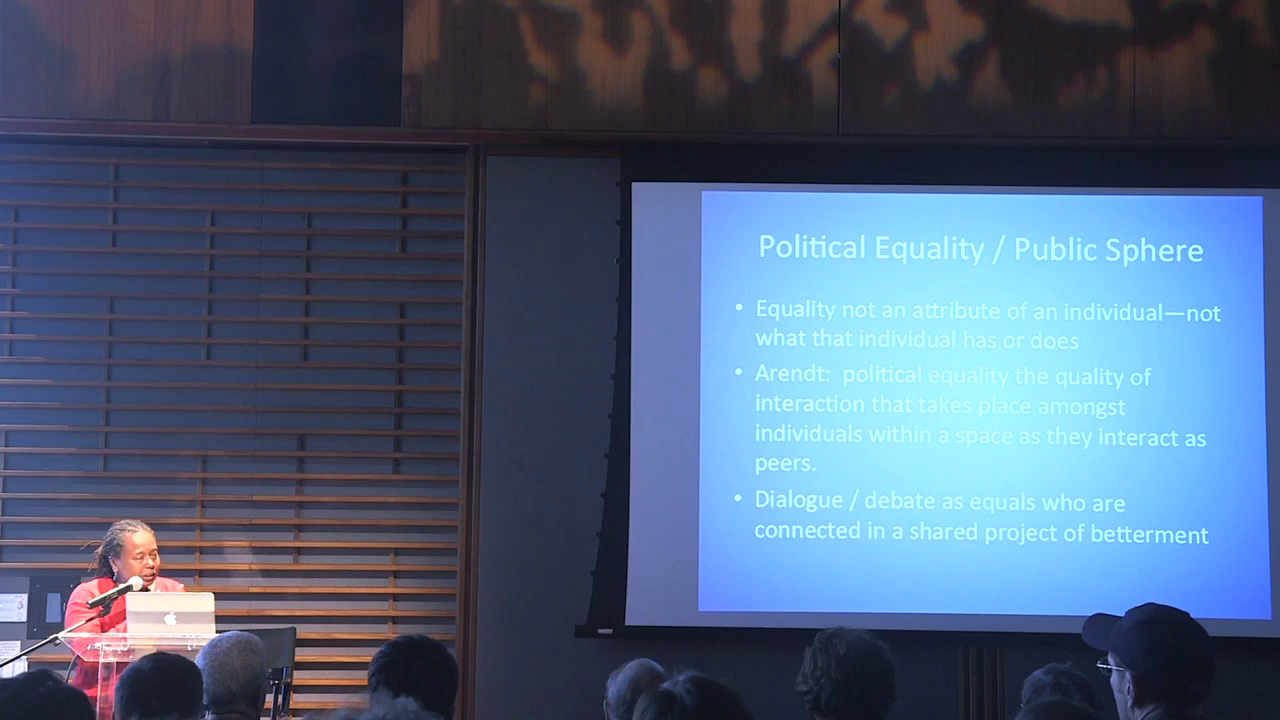 Political Equality / Public Sphere
• Equality not an attribute of an individual—not
what that individual has or does
• Arendt: political equality the quality of
interaction that takes place amongst
individuals within a space as they interact as
peers.
• Dialogue / debate as equals who are
connected in a shared project of betterment